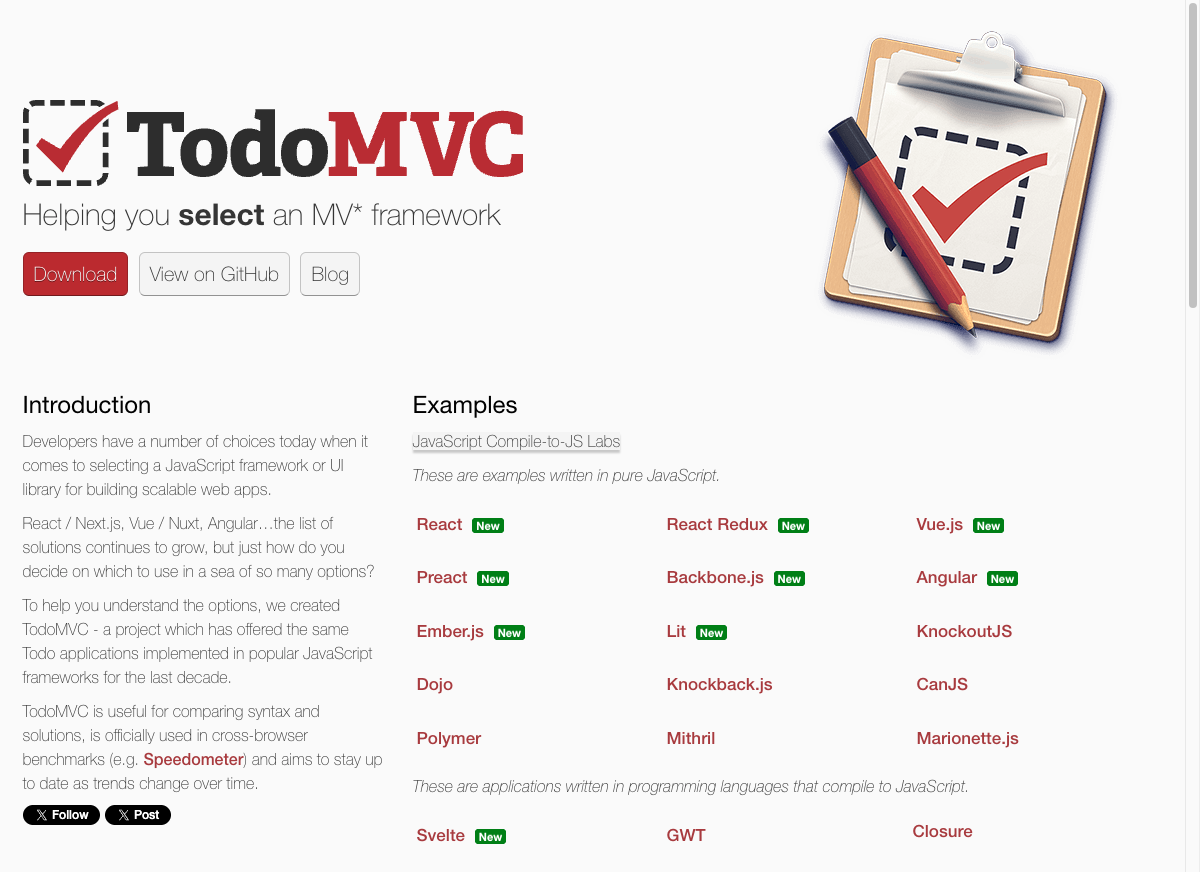 TodoMVC
Helping you select an MV* framework
Download
View on GitHub
Blog
Introduction
Developers have a number of choices today when it
comes to selecting a JavaScript framework or UI
library for building scalable web apps.
React / Next.js, Vue / Nuxt, Angular…the list of
solutions continues to grow, but just how do you
decide on which to use in a sea of so many options?
To help you understand the options, we created
TodoMVC - a project which has offered the same
Todo applications implemented in popular JavaScript
frameworks for the last decade.
TodoMVC is useful for comparing syntax and
solutions, is officially used in cross-browser
benchmarks (e.g. Speedometer) and aims to stay up
to date as trends change over time.
𝕏 Follow
𝕏 Post
Examples
JavaScript Compile-to-JS Labs
These are examples written in pure JavaScript.
React New
React Redux New
Vue.js New
Preact New
Backbone.js New
Angular New
Ember.js New
Lit New
KnockoutJS
Dojo
Knockback.js
CanJS
Polymer
Mithril
Marionette.js
These are applications written in programming languages that compile to JavaScript.
Svelte New
GWT
Closure